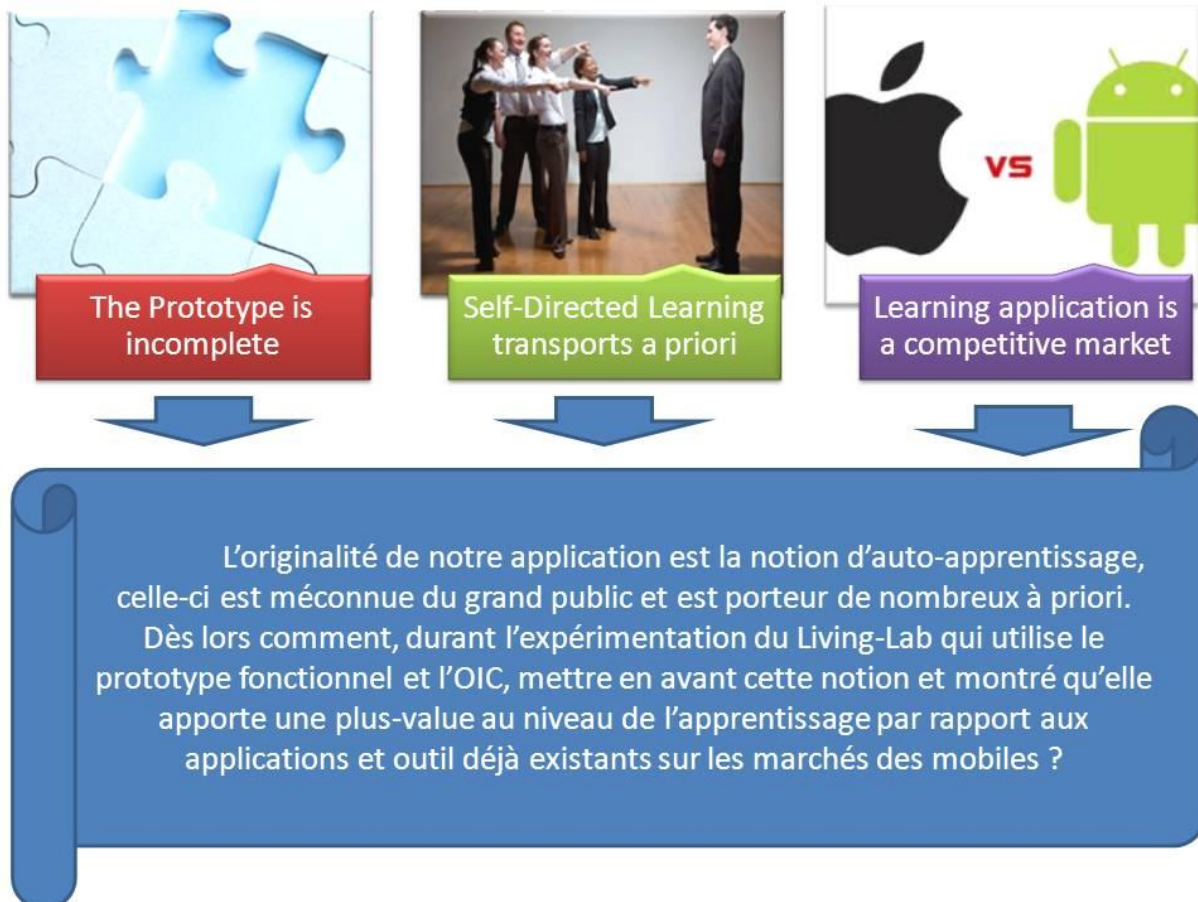 The Prototype is
incomplete
Self-Directed Learning
transports a priori
VS
Learning application is
a competitive market
L'originalité de notre application est la notion d'auto-apprentissage,
celle-ci est méconnue du grand public et est porteur de nombreux à priori.
Dès lors comment, durant l'expérimentation du Living-Lab qui utilise le
prototype fonctionnel et l'OIC, mettre en avant cette notion et montré qu'elle
apporte une plus-value au niveau de l'apprentissage par rapport aux
applications et outil déjà existants sur les marchés des mobiles ?